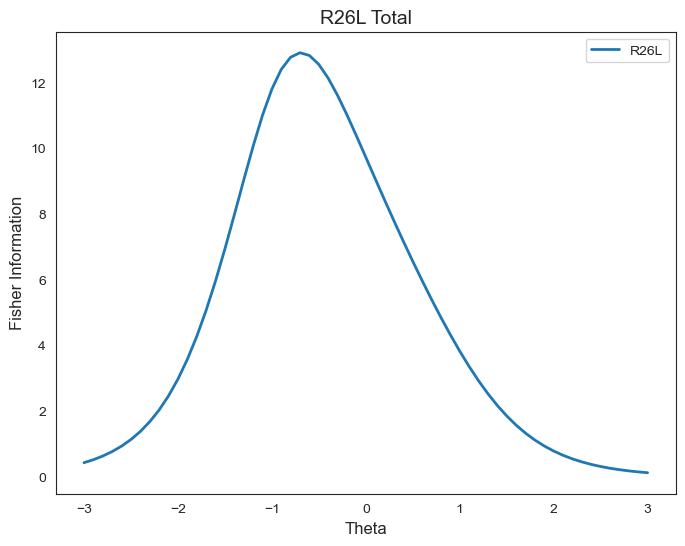 R26L Total
R26L
Fisher Information
12
10
8
6
4
2
0
−3 −2 −1 0 1 2 3
Theta